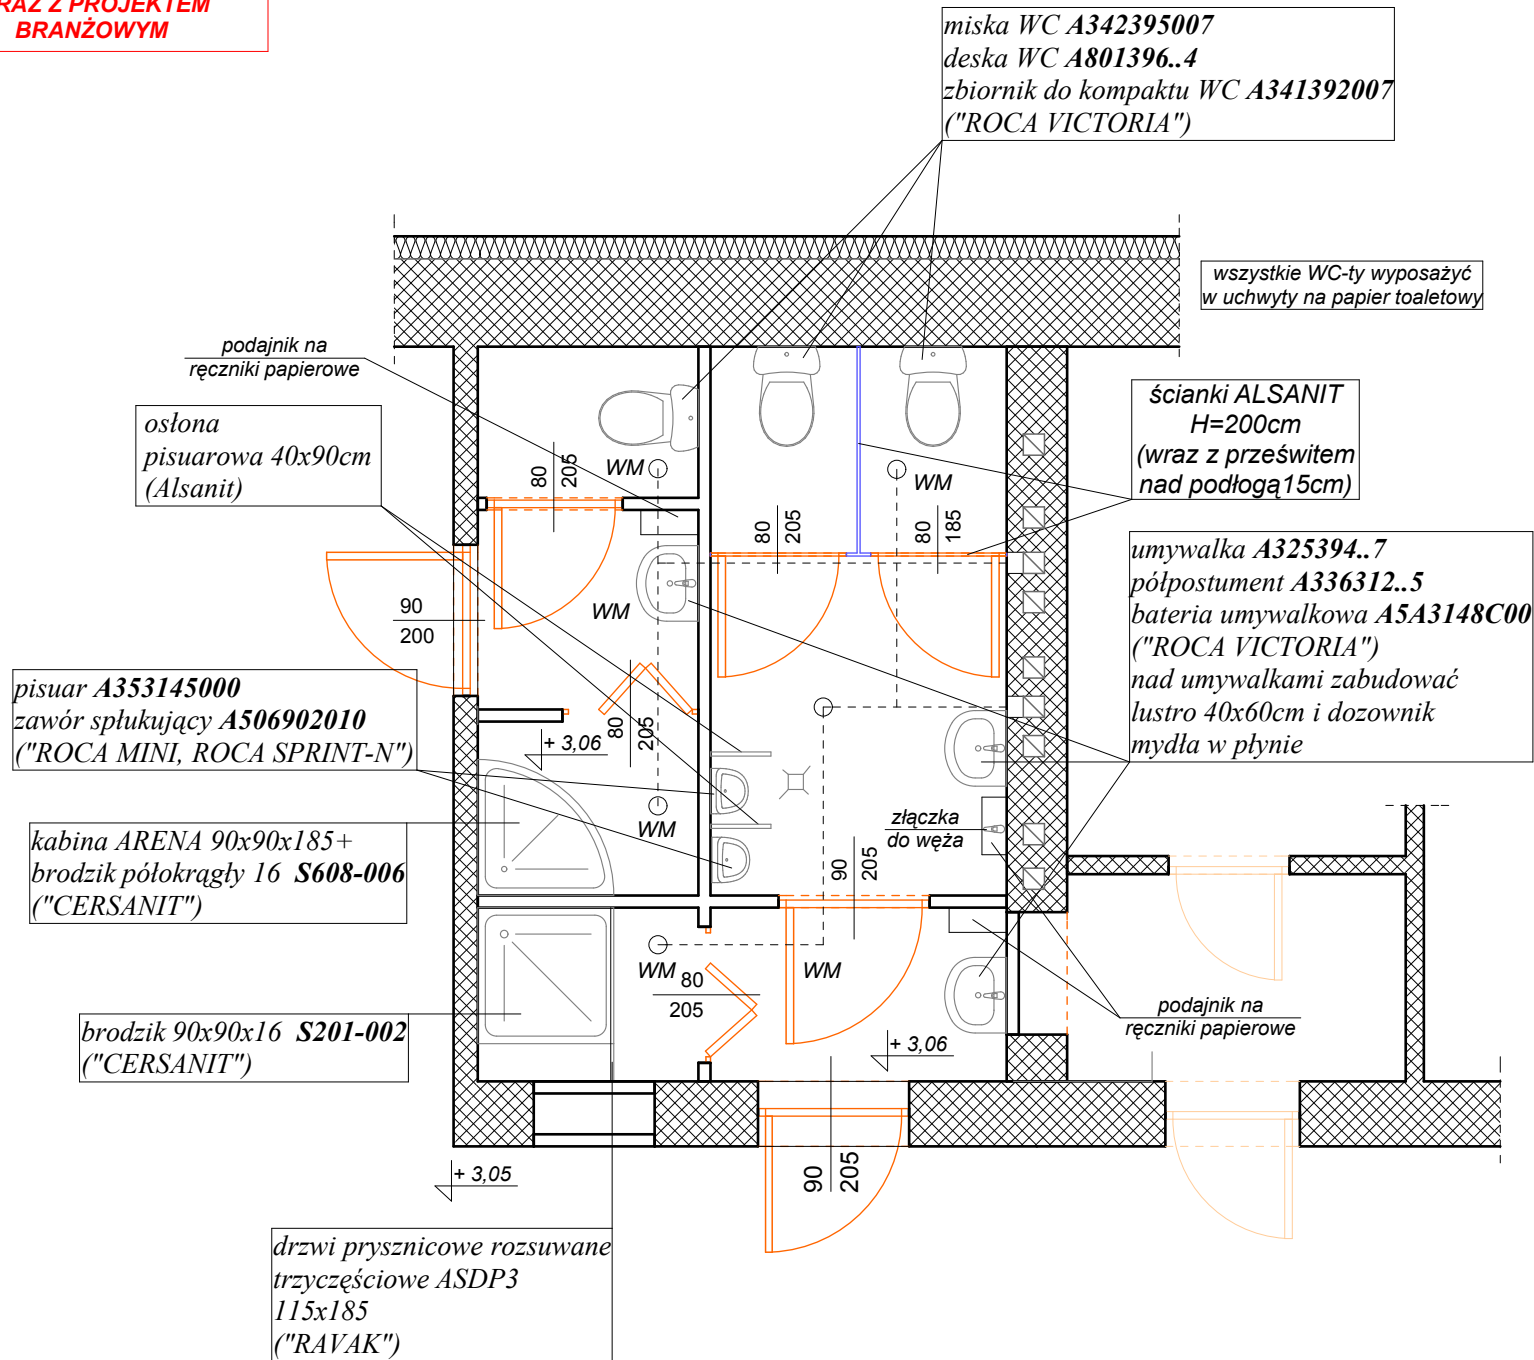 RAZ Z PROJEKTEM
BRANŻOWYM
miska WC A342395007
deska WC A801396..4
zbiornik do kompaktu WC A341392007
("ROCA VICTORIA")
wszystkie WC-ty wyposażyć
w uchwyty na papier toaletowy
podajnik na
ręczniki papierowe
osłona
pisuarowa 40x90cm
(Alsanit)
ścianki ALSANIT
H=200cm
(wraz z prześwitem
nad podłogą15cm)
umywalka A325394..7
półpostument A336312..5
bateria umywalkowa A5A3148C00
("ROCA VICTORIA")
nad umywalkami zabudować
lustro 40x60cm i dozownik
mydła w płynie
pisuar A353145000
zawór spłukujący A506902010
("ROCA MINI, ROCA SPRINT-N")
kabina ARENA 90x90x185+
brodzik półokrągły 16 S608-006
("CERSANIT")
brodzik 90x90x16 S201-002
("CERSANIT")
drzwi prysznicowe rozsuwane
trzyczęściowe ASDP3
115x185
("RAVAK")
złączka
do węża
podajnik na
ręczniki papierowe
WM
80
205
WM
80
205
80
185
WM
90
200
80
205
+ 3,06
WM
90
205
WM
80
205
WM
+ 3,06
90
205
+ 3,05